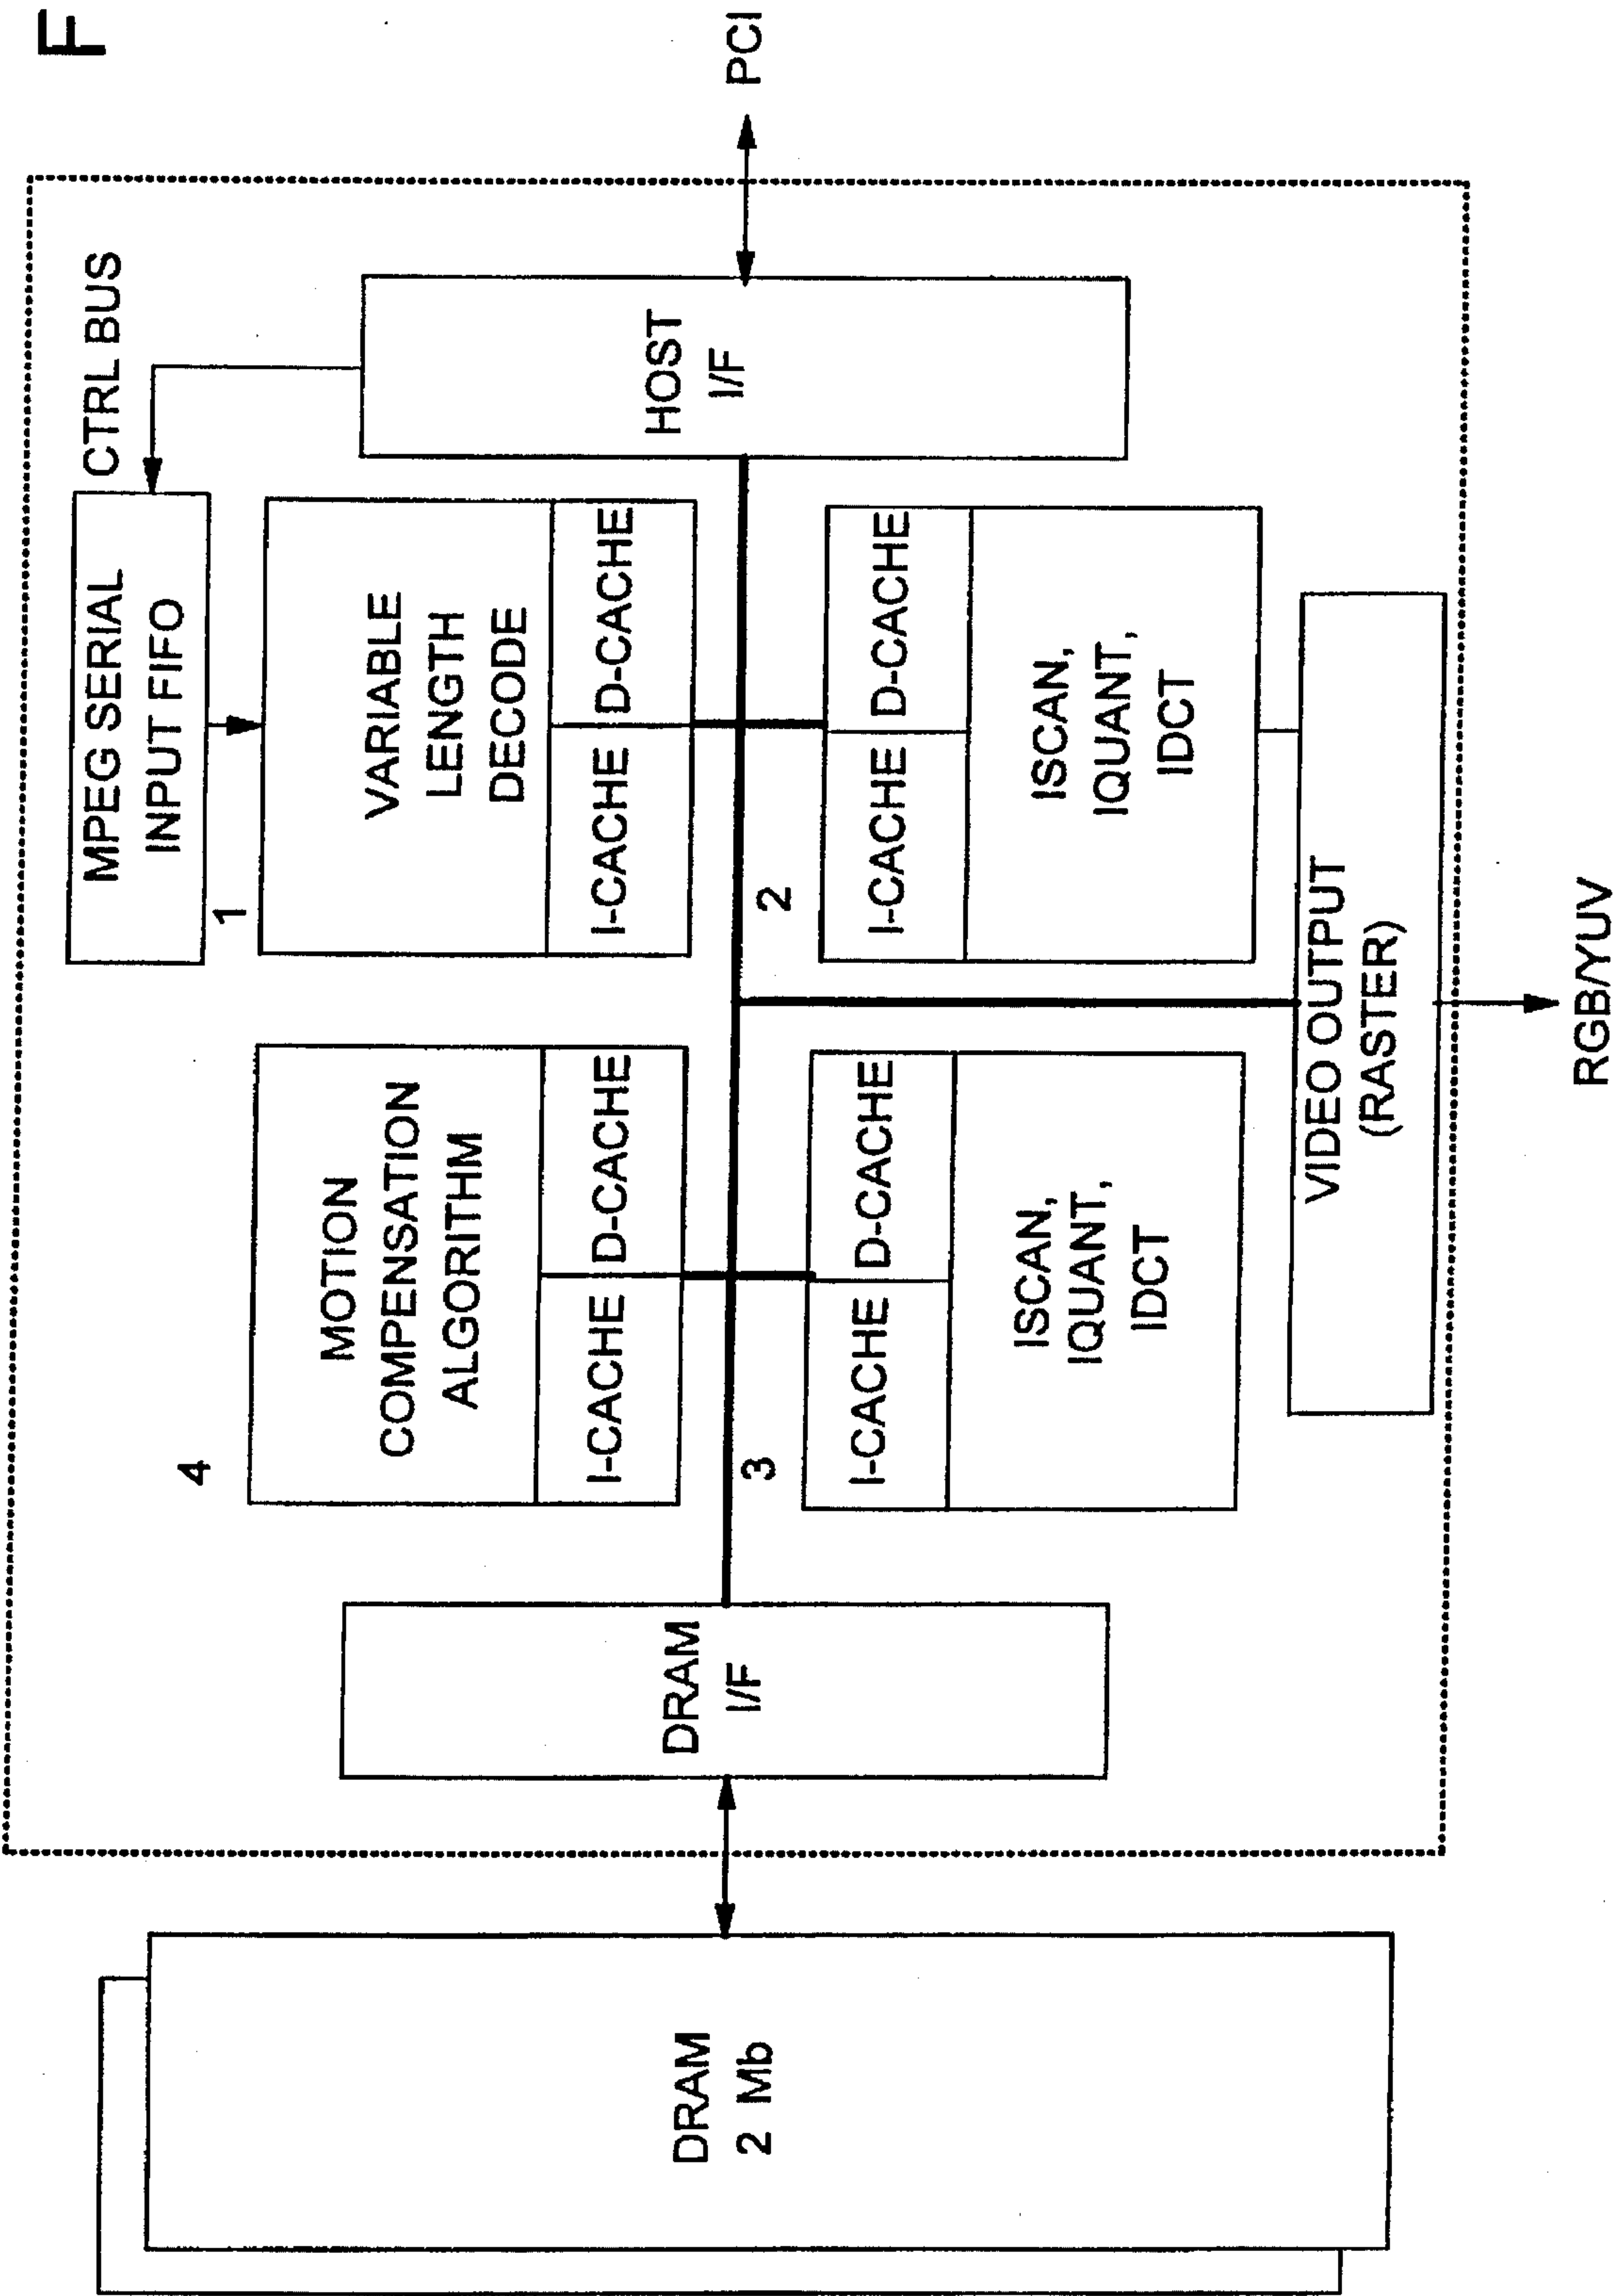 F
MPEG SERIAL
INPUT FIFO
CTRL BUS
4
MOTION
COMPENSATION
ALGORITHM
I-CACHE
D-CACHE
1
VARIABLE
LENGTH
DECODE
I-CACHE
D-CACHE
DRAM
2 Mb
DRAM
I/F
HOST
I/F
PCI
3
I-CACHE
D-CACHE
ISCAN,
IQUANT,
IDCT
2
I-CACHE
D-CACHE
ISCAN,
IQUANT,
IDCT
VIDEO OUTPUT
(RASTER)
RGB/YUV